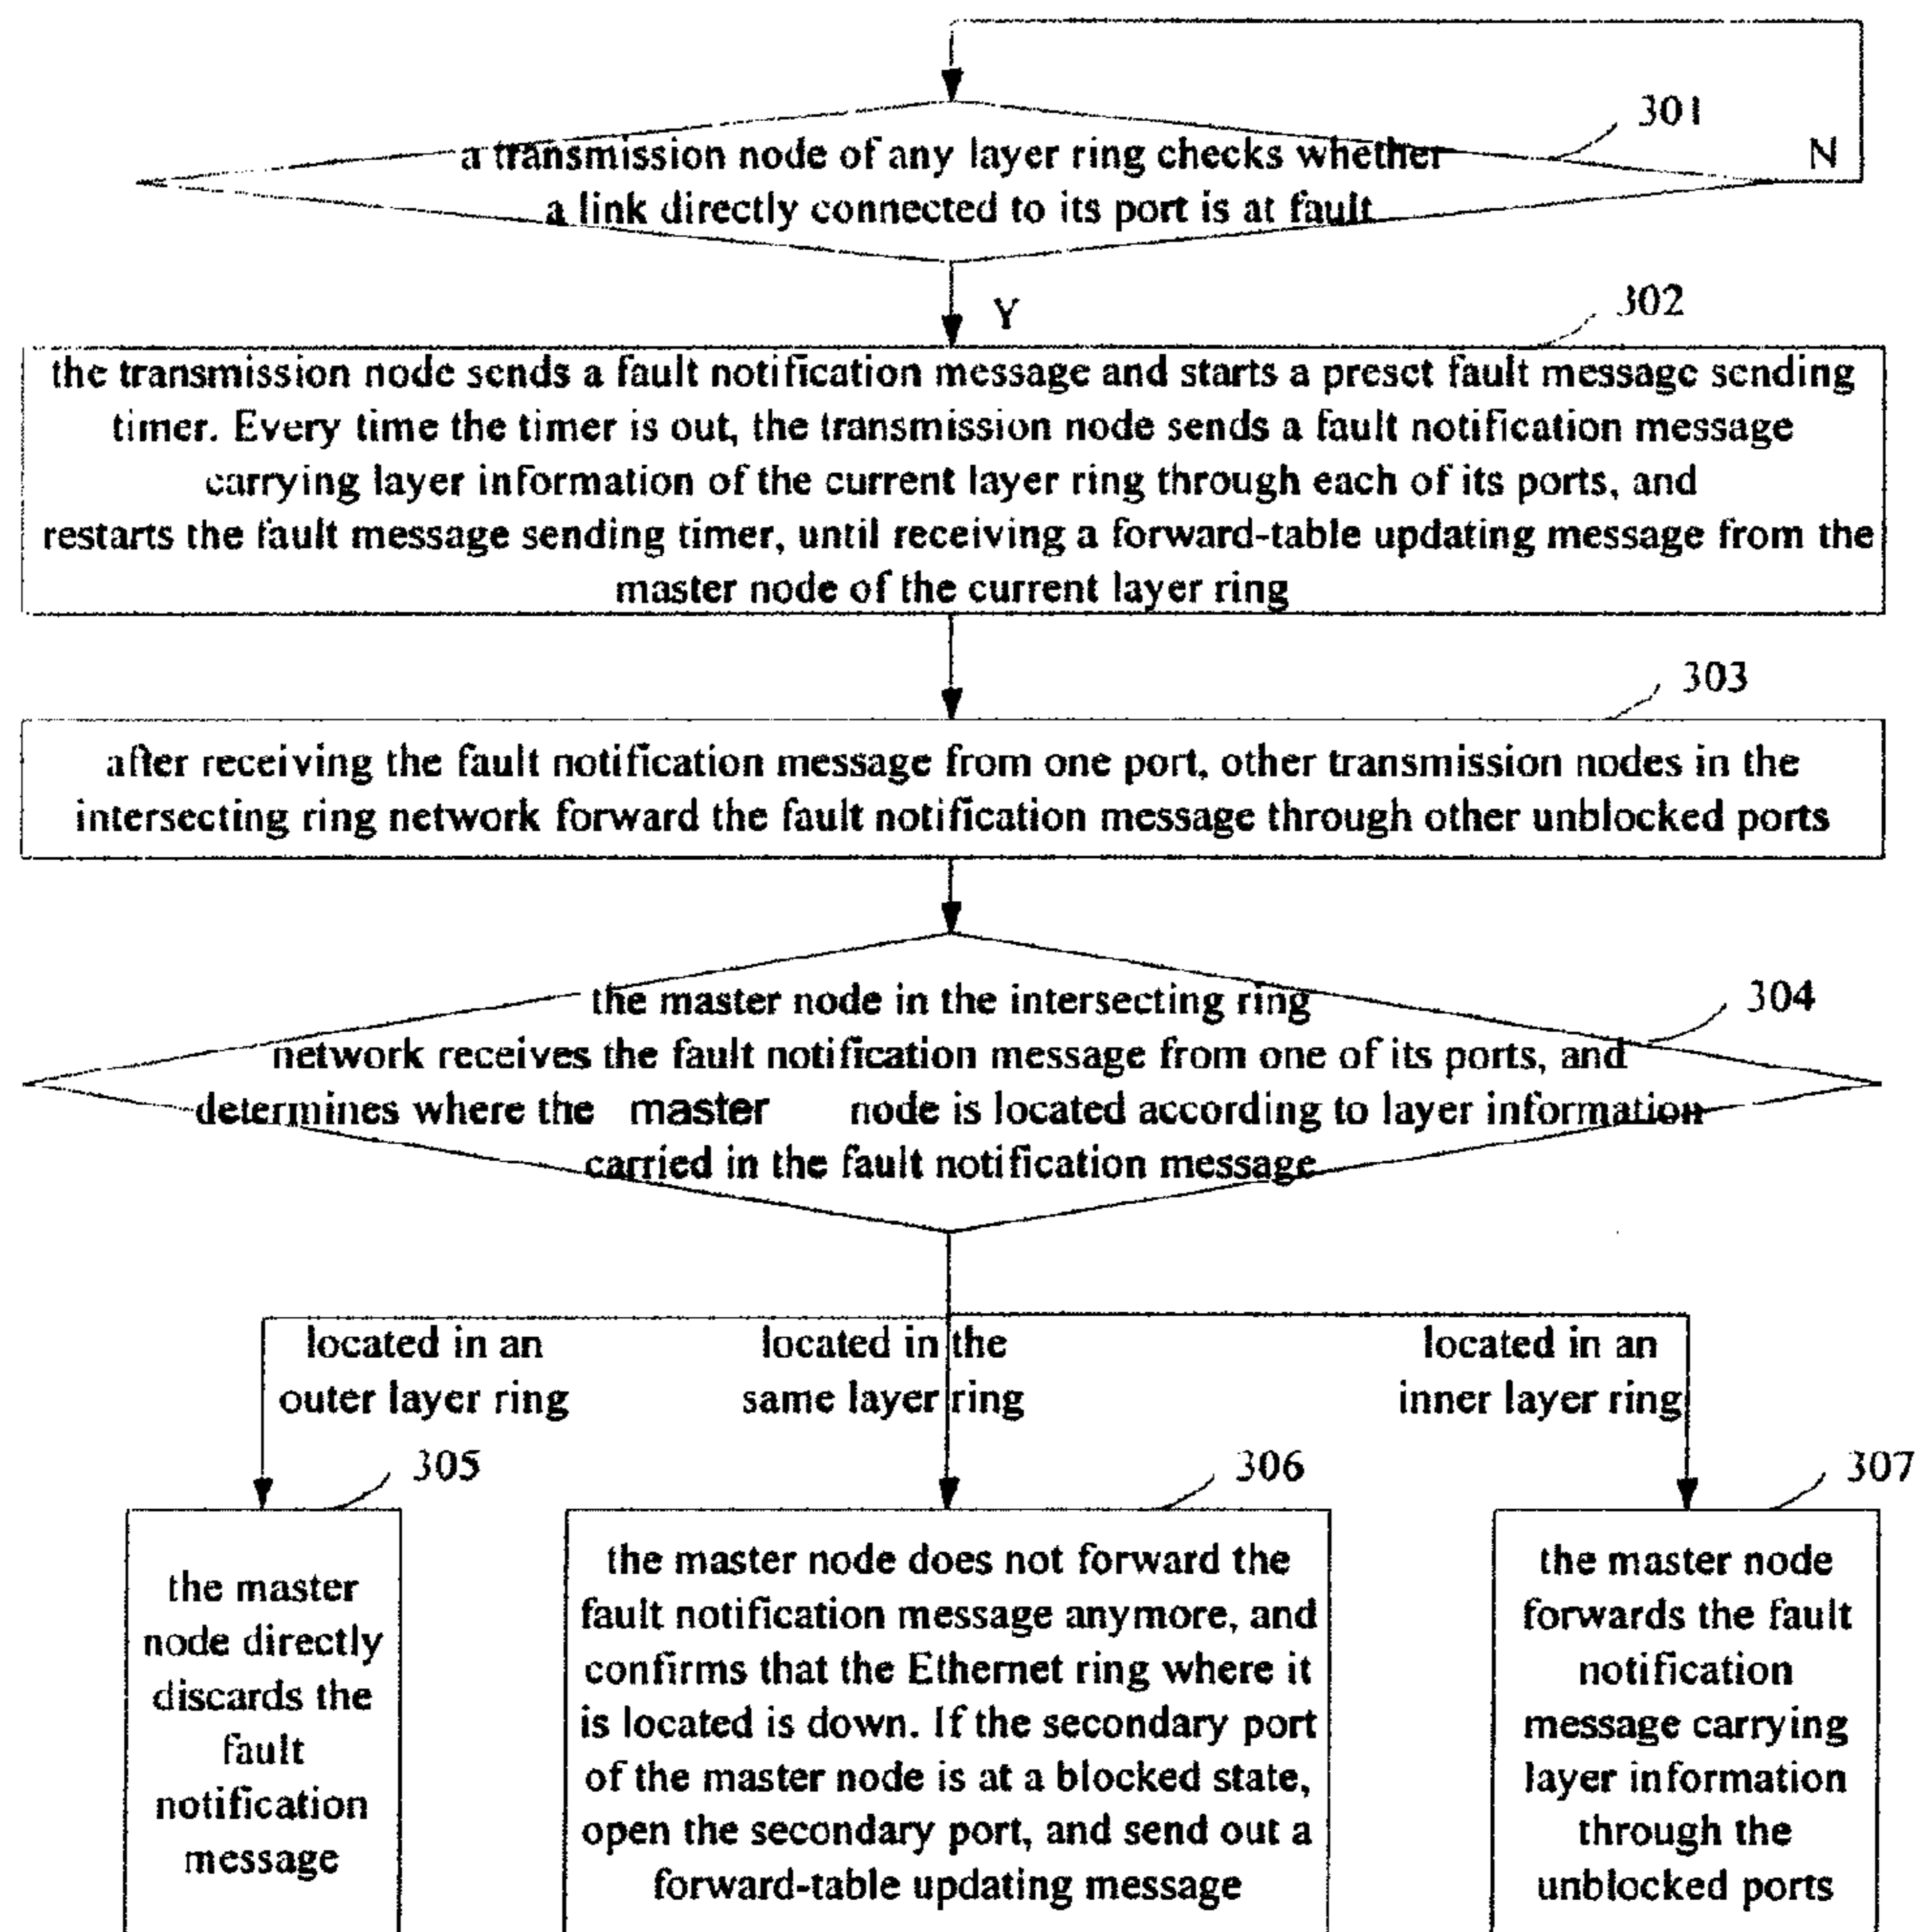 301
a transmission node of any layer ring checks whether
N
a link directly connected to its port is at fault
Y
302
the transmission node sends a fault notification message and starts a preset fault message sending
timer. Every time the timer is out, the transmission node sends a fault notification message
carrying layer information of the current layer ring through each of its ports, and
restarts the fault message sending timer, until receiving a forward-table updating message from the
master node of the current layer ring
303
after receiving the fault notification message from one port, other transmission nodes in the
intersecting ring network forward the fault notification message through other unblocked ports
304
the master node in the intersecting ring
network receives the fault notification message from one of its ports, and
determines where the master node is located according to layer information
carried in the fault notification message
located in an
outer layer ring
located in the
same layer ring
located in an
inner layer ring
305
the master
node directly
discards the
fault
notification
message
306
the master node does not forward the
fault notification message anymore, and
confirms that the Ethernet ring where it
is located is down. If the secondary port
of the master node is at a blocked state,
open the secondary port, and send out a
forward-table updating message
307
the master node
forwards the fault
notification
message carrying
layer information
through the
unblocked ports